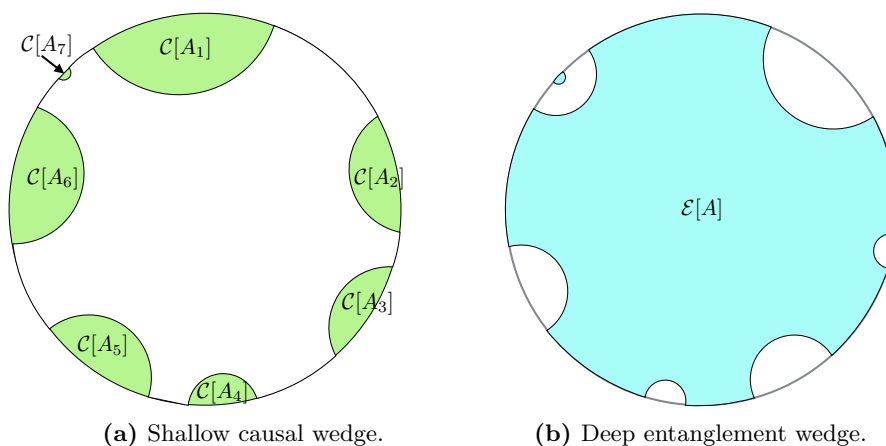 𝒞[A₇]
𝒞[A₁]
𝒞[A₆]
𝒞[A₂]
ℰ[A]
𝒞[A₃]
𝒞[A₅]
𝒞[A₄]
(a) Shallow causal wedge.
(b) Deep entanglement wedge.